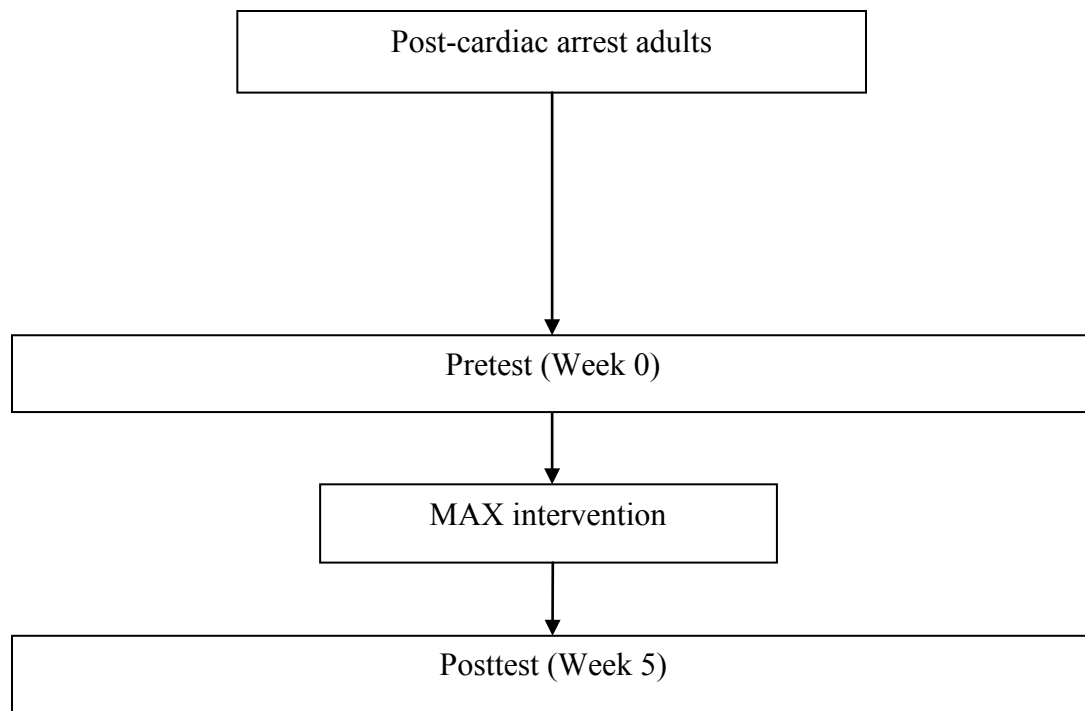 Post-cardiac arrest adults
Pretest (Week 0)
MAX intervention
Posttest (Week 5)